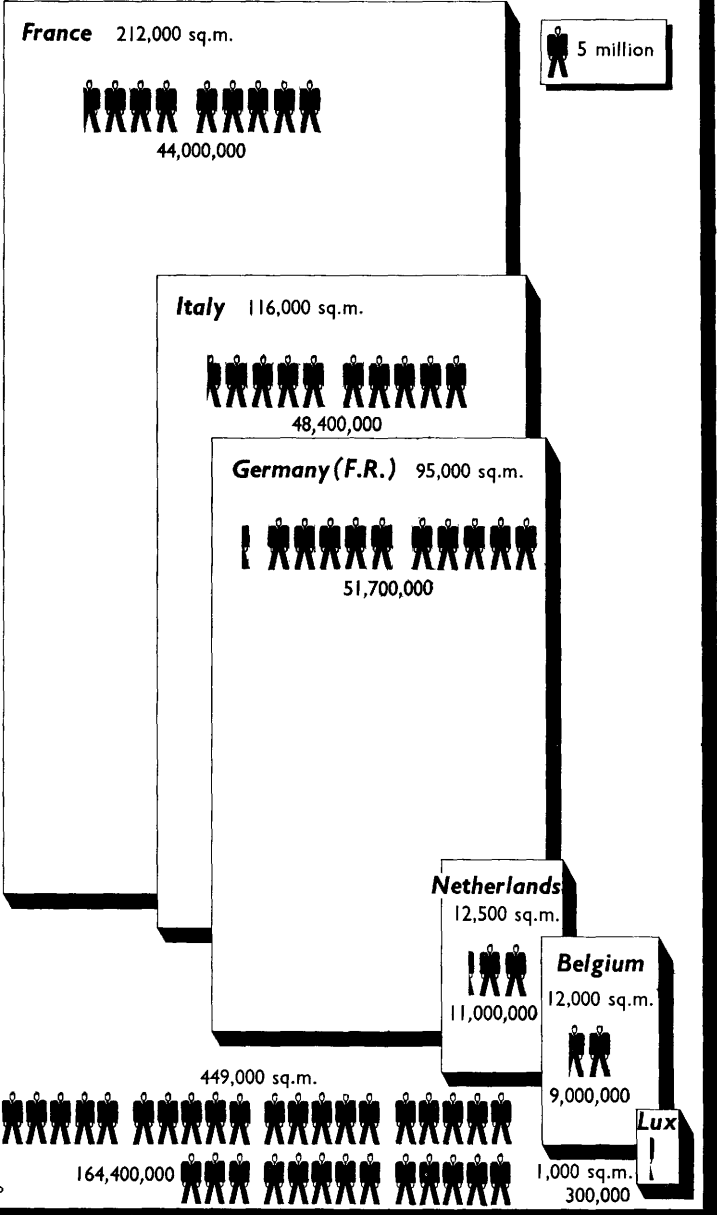 France 212,000 sq.m.
5 million
44,000,000
Italy 116,000 sq.m.
48,400,000
Germany (F.R.) 95,000 sq.m.
51,700,000
Netherlands
12,500 sq.m.
11,000,000
Belgium
12,000 sq.m.
9,000,000
Lux
1,000 sq.m.
300,000
449,000 sq.m.
164,400,000